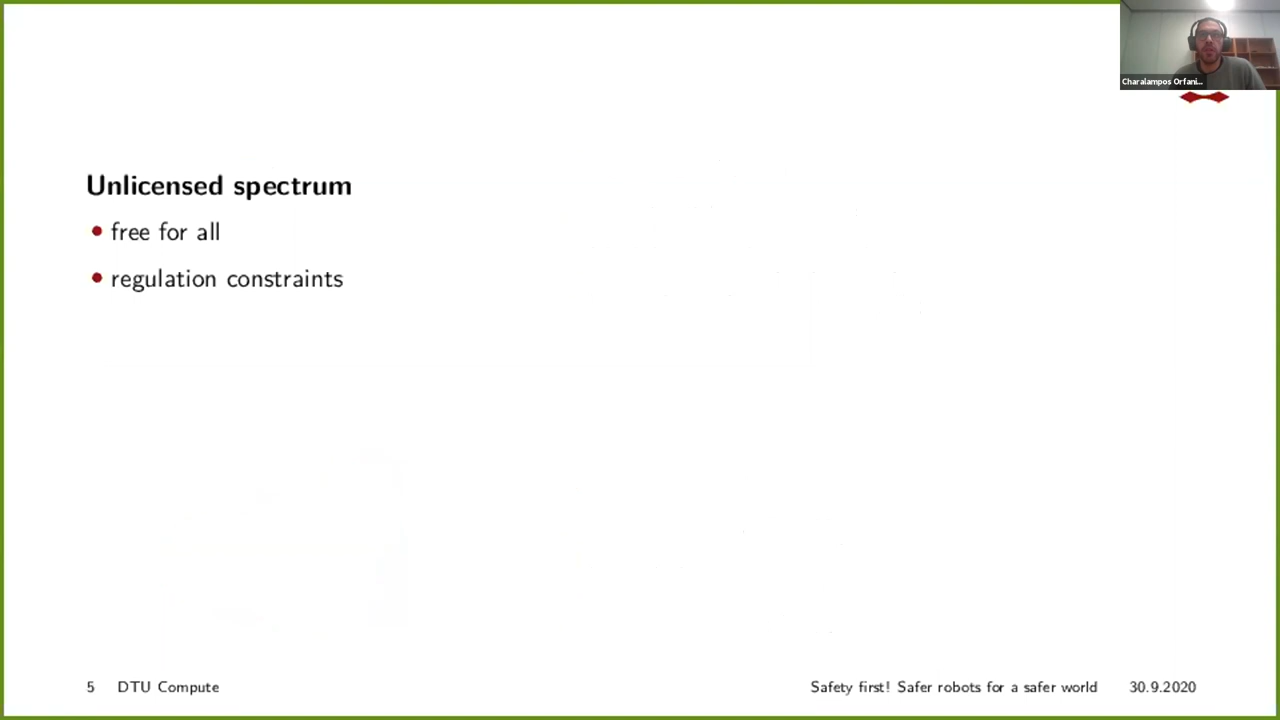 Charalampos Orfani...
Unlicensed spectrum
free for all
regulation constraints
5 DTU Compute Safety first! Safer robots for a safer world 30.9.2020